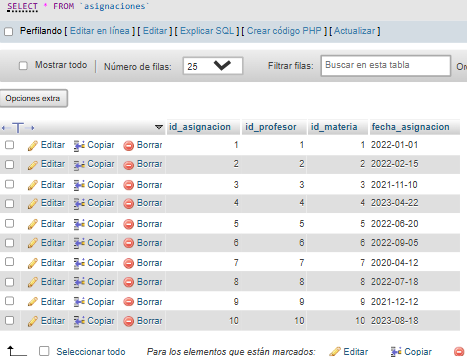 SELECT * FROM `asignaciones`
Perfilando [ Editar en línea ] [ Editar ] [ Explicar SQL ] [ Crear código PHP ] [ Actualizar ]
Mostrar todo Número de filas: 25 Filtrar filas: Buscar en esta tabla
Opciones extra
id_asignacion id_profesor id_materia fecha_asignacion
Editar Copiar Borrar 1 1 1 2022-01-01
Editar Copiar Borrar 2 2 2 2022-02-15
Editar Copiar Borrar 3 3 3 2021-11-10
Editar Copiar Borrar 4 4 4 2023-04-22
Editar Copiar Borrar 5 5 5 2022-06-20
Editar Copiar Borrar 6 6 6 2022-09-05
Editar Copiar Borrar 7 7 7 2020-04-12
Editar Copiar Borrar 8 8 8 2022-07-18
Editar Copiar Borrar 9 9 9 2021-12-12
Editar Copiar Borrar 10 10 10 2023-08-18
Seleccionar todo Para los elementos que están marcados: Editar Copiar